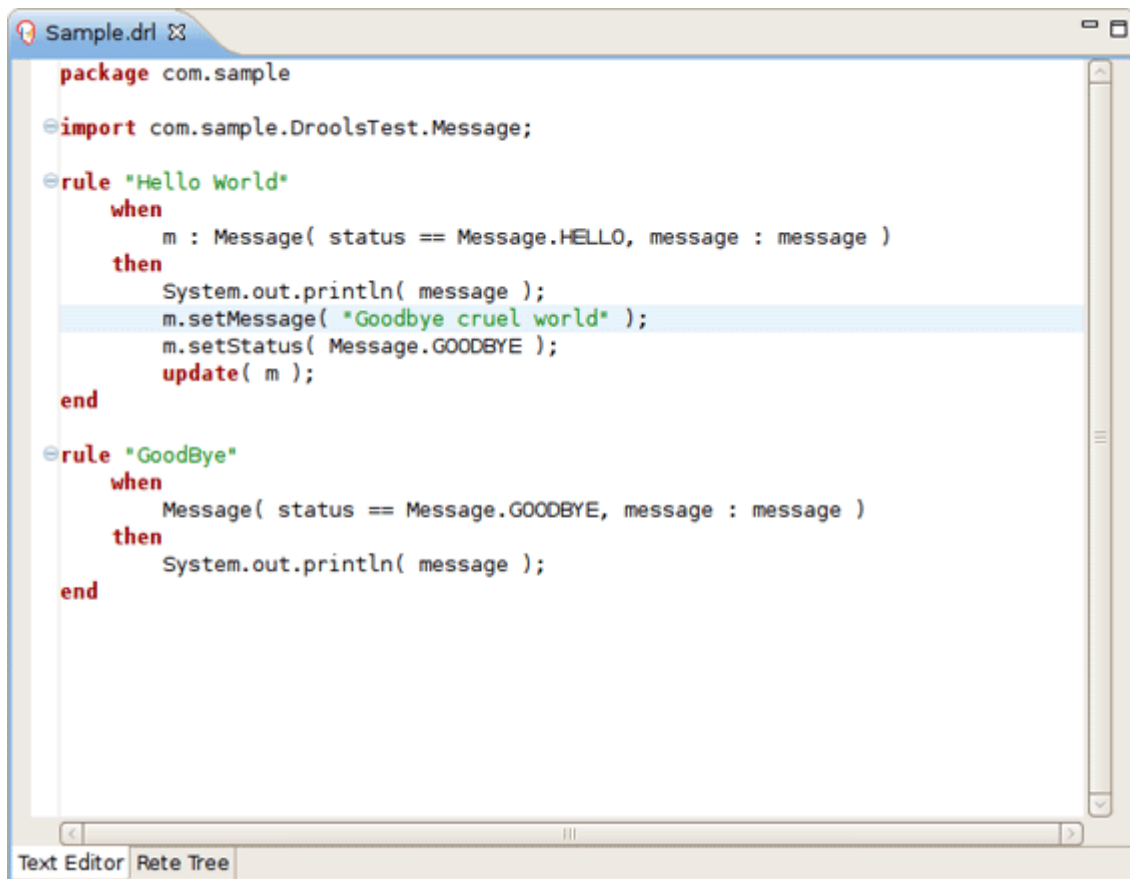 Sample.drl
package com.sample
import com.sample.DroolsTest.Message;
rule "Hello World"
when
m : Message( status == Message.HELLO, message : message )
then
System.out.println( message );
m.setMessage( "Goodbye cruel world" );
m.setStatus( Message.GOODBYE );
update( m );
end
rule "GoodBye"
when
Message( status == Message.GOODBYE, message : message )
then
System.out.println( message );
end
Text Editor Rete Tree